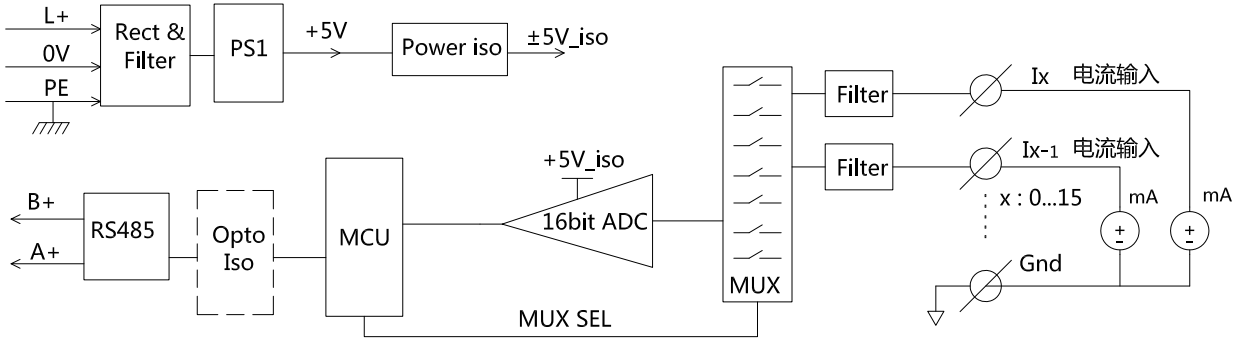 L+
0V
PE
Rect &
Filter
PS1
+5V
Power iso
±5V_iso
B+
A+
RS485
Opto
Iso
MCU
+5V_iso
16bit ADC
MUX
MUX SEL
Filter
Filter
Ix 电流输入
Ix-1 电流输入
x : 0...15
mA
mA
Gnd